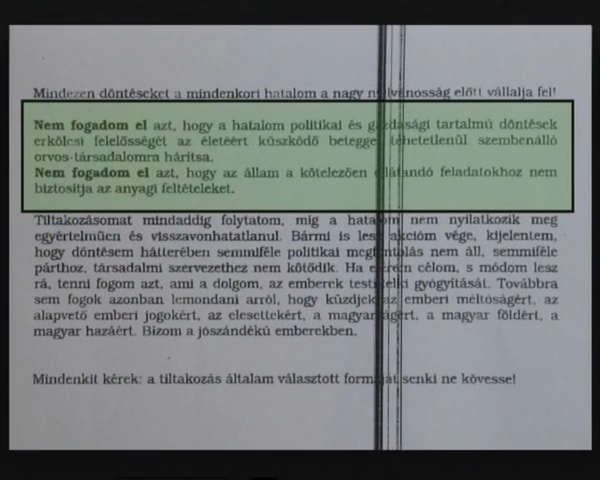 Mindezen döntéseket a mindenkori hatalom a nagy nyilvánosság előtt vállalja fel!
Nem fogadom el azt, hogy a hatalom politikai és gazdasági tartalmú döntések
erkölcsi felelősségét az életéért küszködő beteggel tehetetlenül szembenálló
orvos-társadalomra hárítsa.
Nem fogadom el azt, hogy az állam a kötelezően ellátandó feladatokhoz nem
biztosítja az anyagi feltételeket.
Tiltakozásomat mindaddig folytatom, míg a hatalom nem nyilatkozik meg
egyértelműen és visszavonhatatlanul. Bármi is lesz akcióm vége, kijelentem,
hogy döntésem hátterében semmiféle politikai megfontolás nem áll, semmiféle
párthoz, társadalmi szervezethez nem kötődik. Ha elérem célom, s módom lesz
rá, tenni fogom azt, ami a dolgom, az emberek testi lelki gyógyítását. Továbbra
sem fogok azonban lemondani arról, hogy küzdjek az emberi méltóságért, az
alapvető emberi jogokért, az elesettekért, a magyarságért, a magyar földért, a
magyar hazáért. Bízom a jószándékú emberekben.
Mindenkit kérek: a tiltakozás általam választott formáját senki ne kövesse!